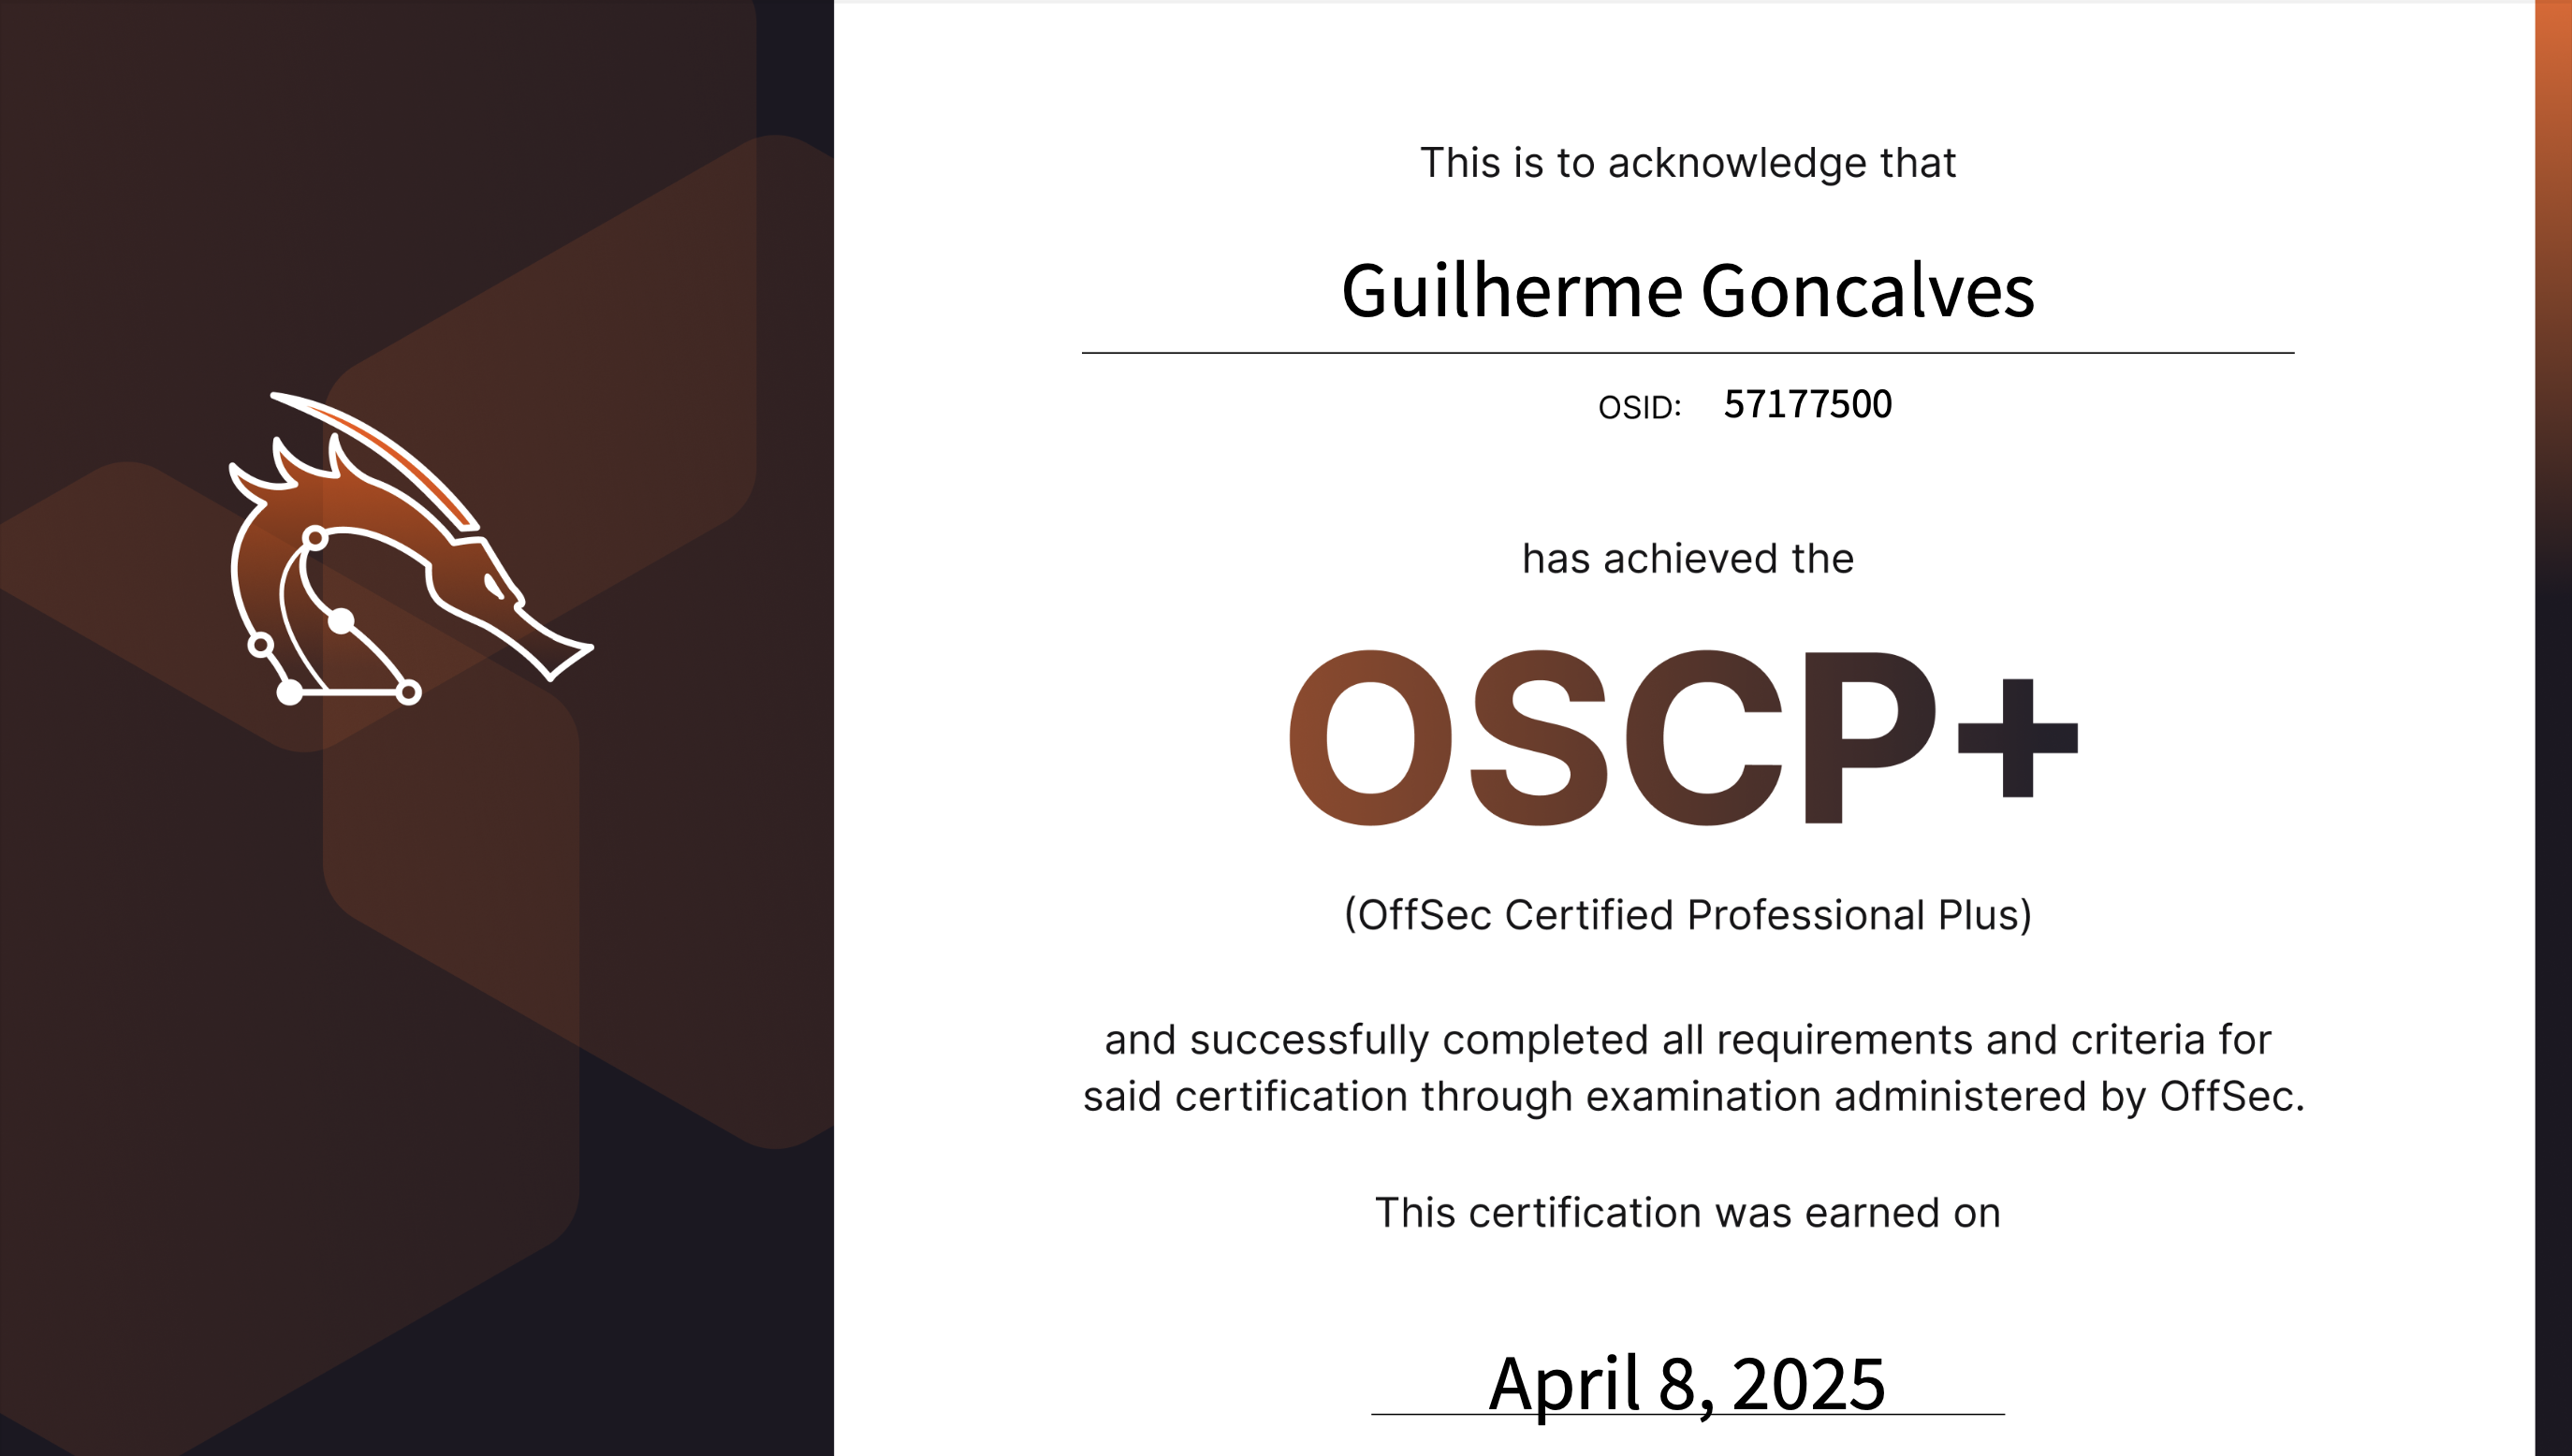 This is to acknowledge that
Guilherme Goncalves
OSID: 57177500
has achieved the
OSCP+
(OffSec Certified Professional Plus)
and successfully completed all requirements and criteria for
said certification through examination administered by OffSec.
This certification was earned on
April 8, 2025